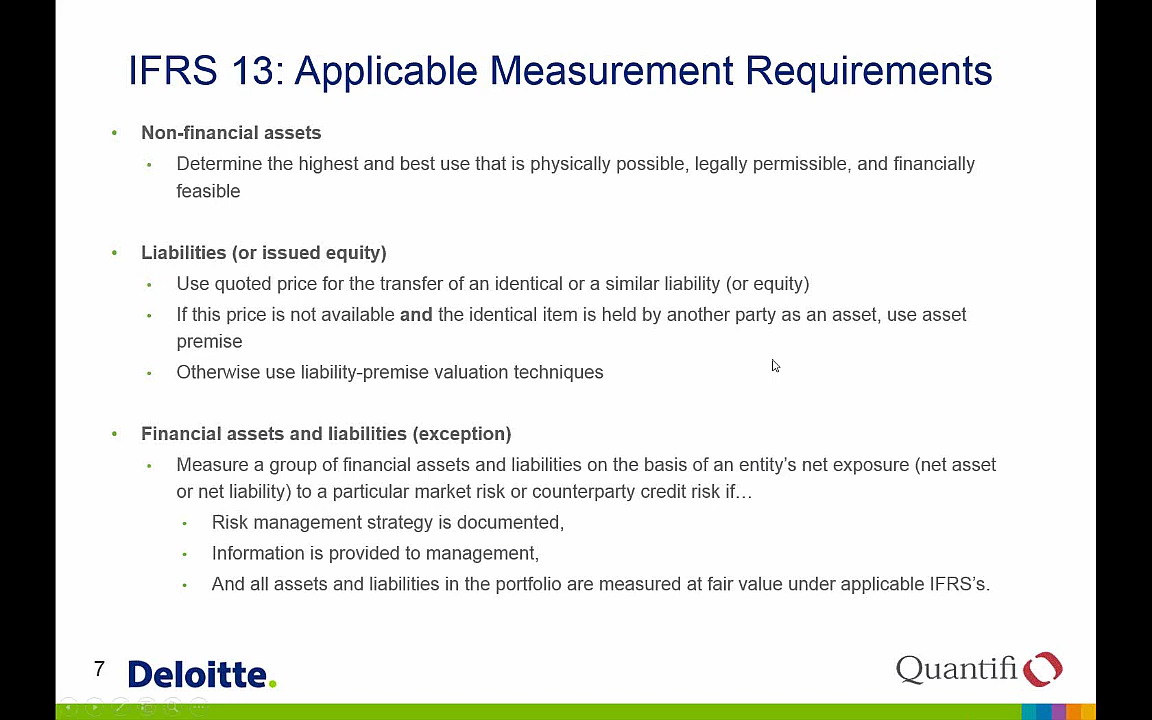 IFRS 13: Applicable Measurement Requirements
• Non-financial assets
• Determine the highest and best use that is physically possible, legally permissible, and financially
feasible
• Liabilities (or issued equity)
• Use quoted price for the transfer of an identical or a similar liability (or equity)
• If this price is not available and the identical item is held by another party as an asset, use asset
premise
• Otherwise use liability-premise valuation techniques
• Financial assets and liabilities (exception)
• Measure a group of financial assets and liabilities on the basis of an entity’s net exposure (net asset
or net liability) to a particular market risk or counterparty credit risk if…
• Risk management strategy is documented,
• Information is provided to management,
• And all assets and liabilities in the portfolio are measured at fair value under applicable IFRS’s.
7 Deloitte. Quantifi